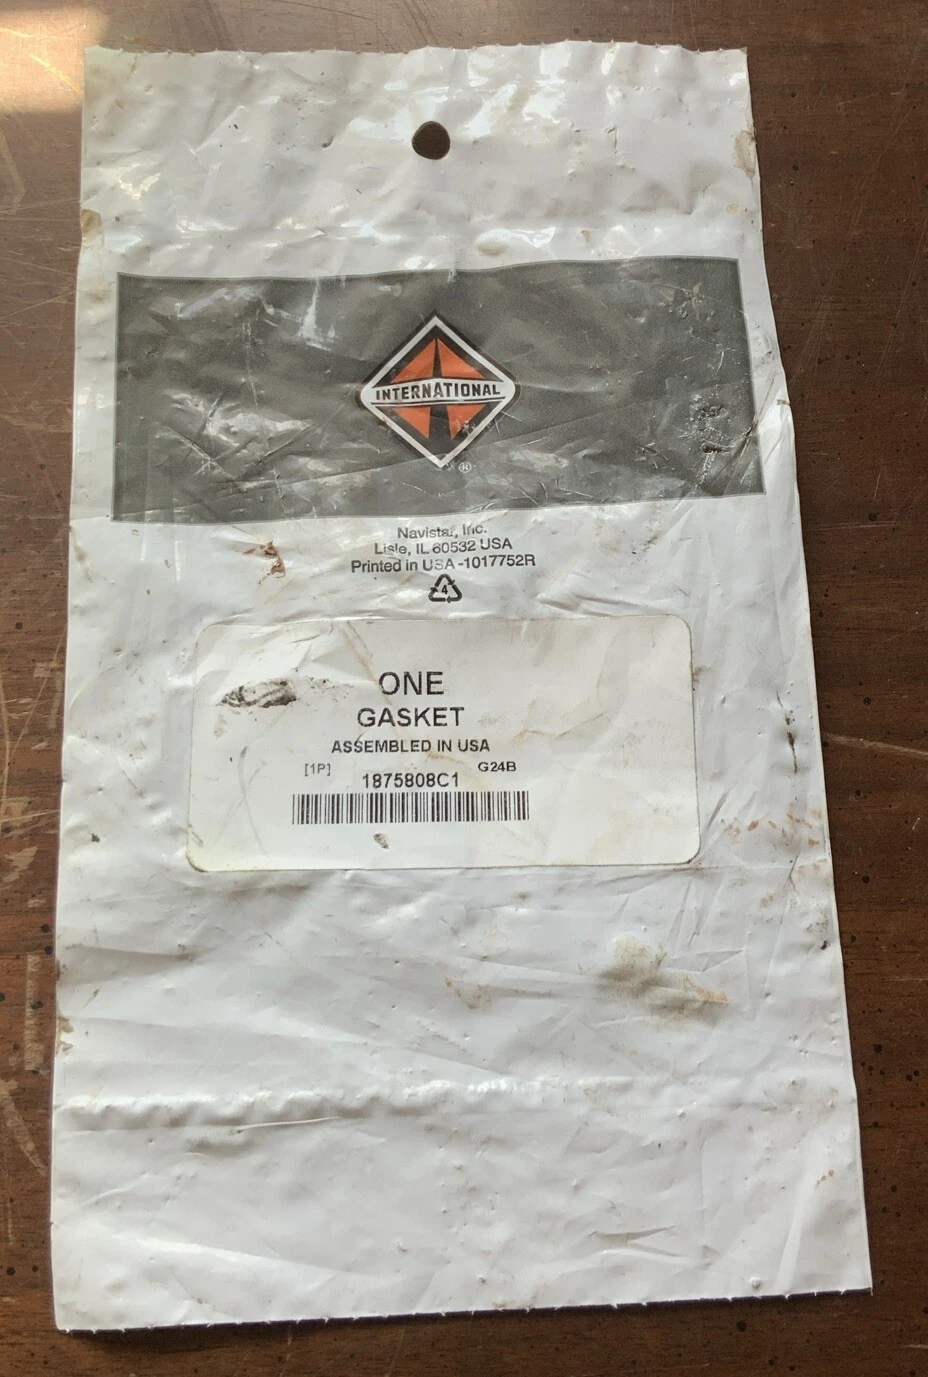 INTERNATIONAL
®
Navistar, Inc.
Lisle, IL 60532 USA
Printed in USA -1017752R
4
ONE
GASKET
ASSEMBLED IN USA
[1P] G24B
1875808C1